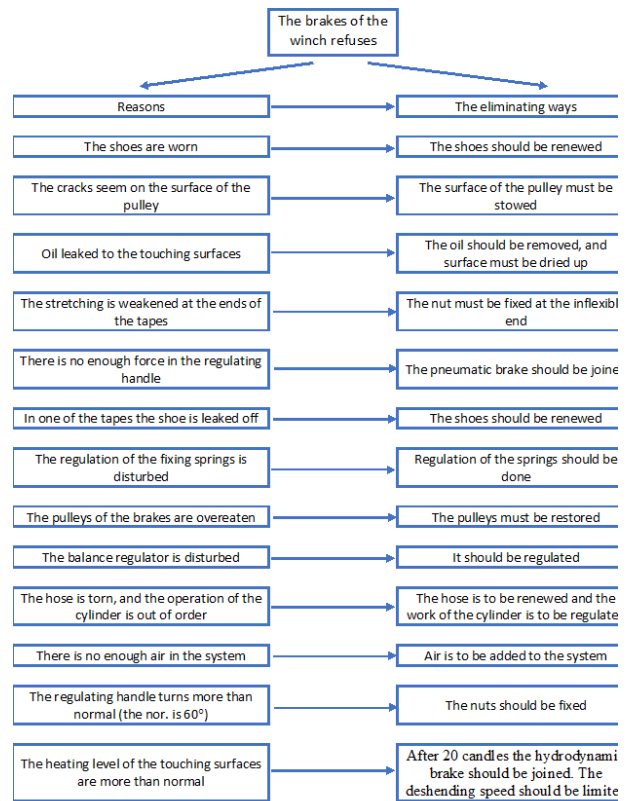 The brakes of the
winch refuses
Reasons
The eliminating ways
The shoes are worn
The shoes should be renewed
The cracks seem on the surface of the
pulley
The surface of the pulley must be
stowed
Oil leaked to the touching surfaces
The oil should be removed, and
surface must be dried up
The stretching is weakened at the ends of
the tapes
The nut must be fixed at the inflexibl
end
There is no enough force in the regulating
handle
The pneumatic brake should be joine
In one of the tapes the shoe is leaked off
The shoes should be renewed
The regulation of the fixing springs is
disturbed
Regulation of the springs should be
done
The pulleys of the brakes are overeaten
The pulleys must be restored
The balance regulator is disturbed
It should be regulated
The hose is torn, and the operation of the
cylinder is out of order
The hose is to be renewed and the
work of the cylinder is to be regulate
There is no enough air in the system
Air is to be added to the system
The regulating handle turns more than
normal (the nor. is 60°)
The nuts should be fixed
The heating level of the touching surfaces
are more than normal
After 20 candles the hydrodynami
brake should be joined. The
deshending speed should be limite